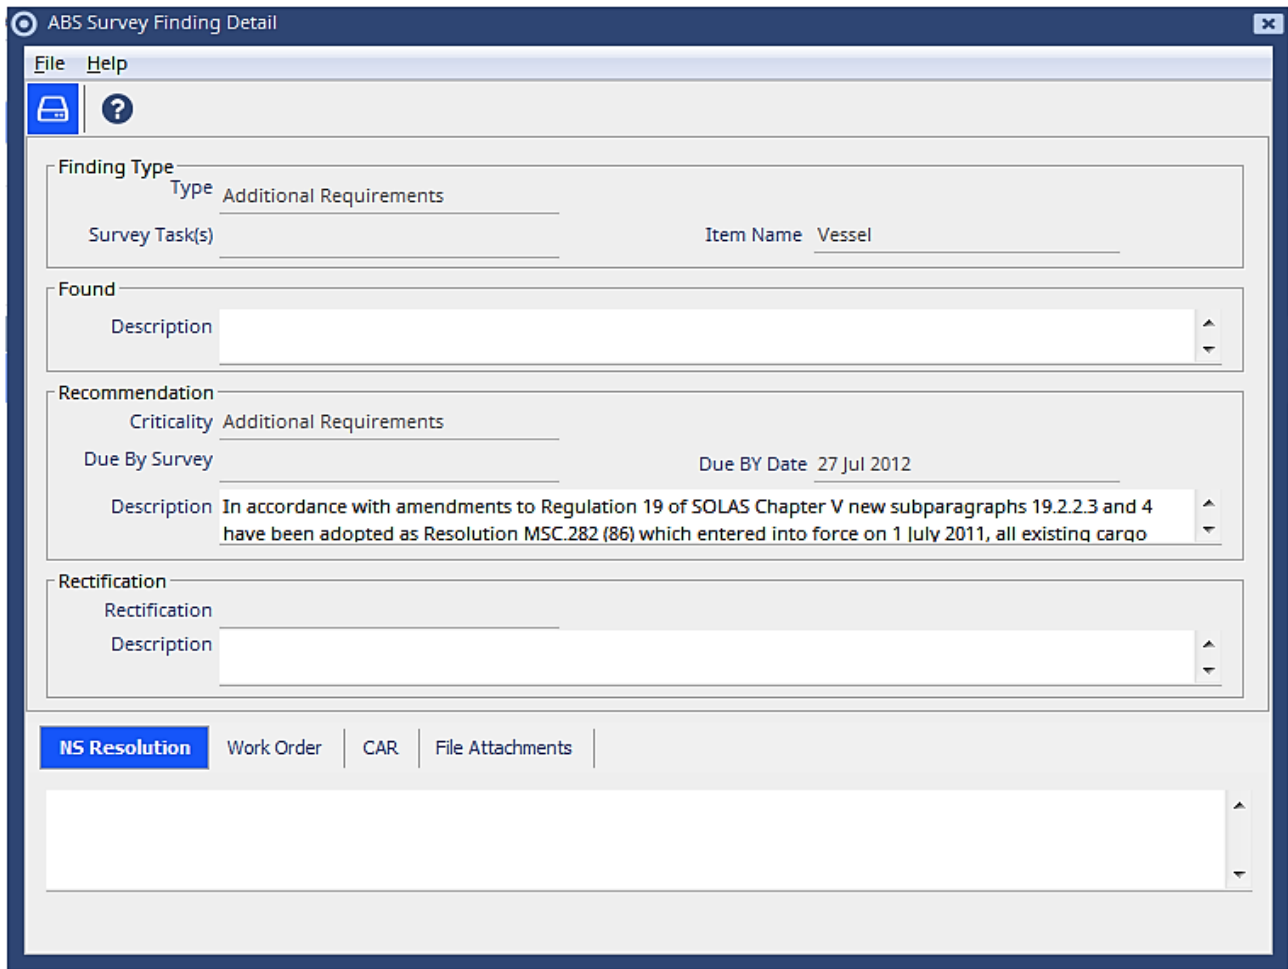 ABS Survey Finding Detail
File Help
Finding Type
Type Additional Requirements
Survey Task(s) Item Name Vessel
Found
Description
Recommendation
Criticality Additional Requirements
Due By Survey Due BY Date 27 Jul 2012
Description In accordance with amendments to Regulation 19 of SOLAS Chapter V new subparagraphs 19.2.2.3 and 4
have been adopted as Resolution MSC.282 (86) which entered into force on 1 July 2011, all existing cargo
Rectification
Rectification
Description
NS Resolution Work Order CAR File Attachments